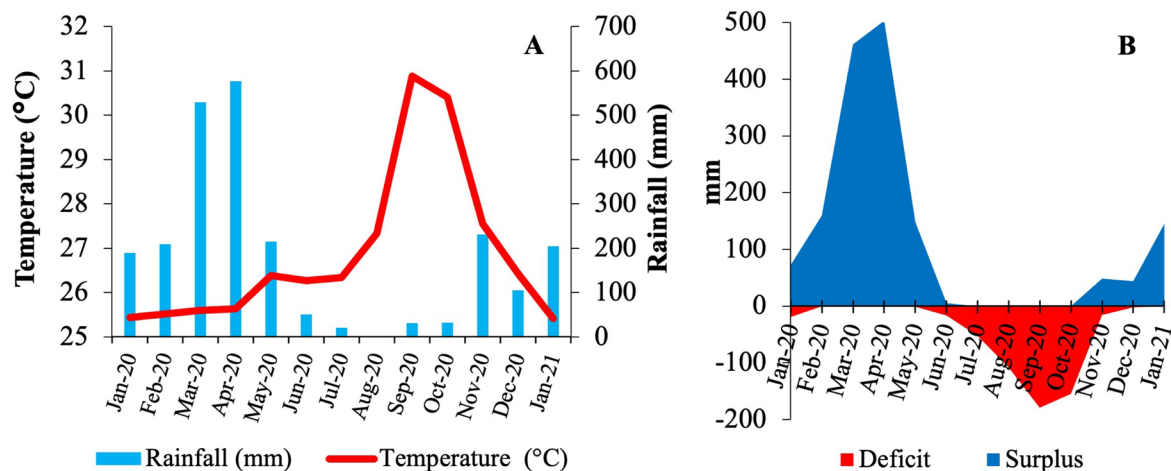 A
Temperature (°C)
32
31
30
29
28
27
26
25
700
600
500
400
300
200
100
0
Rainfall (mm)
Jan-20
Feb-20
Mar-20
Apr-20
May-20
Jun-20
Jul-20
Aug-20
Sep-20
Oct-20
Nov-20
Dec-20
Jan-21
Rainfall (mm)
Temperature (°C)
B
mm
500
400
300
200
100
0
-100
-200
Jan-20
Feb-20
Mar-20
Apr-20
May-20
Jun-20
Jul-20
Aug-20
Sep-20
Oct-20
Nov-20
Dec-20
Jan-21
Deficit
Surplus